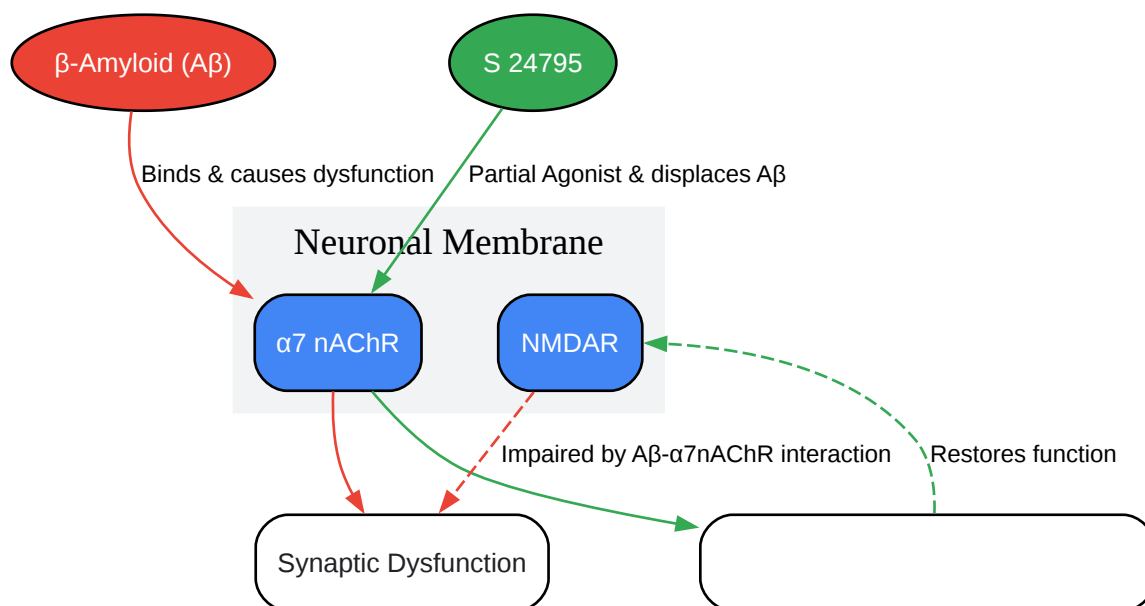 β-Amyloid (Aβ)
S 24795
Binds & causes dysfunction
Partial Agonist & displaces Aβ
Neuronal Membrane
α7 nAChR
NMDAR
Impaired by Aβ-α7nAChR interaction
Restores function
Synaptic Dysfunction